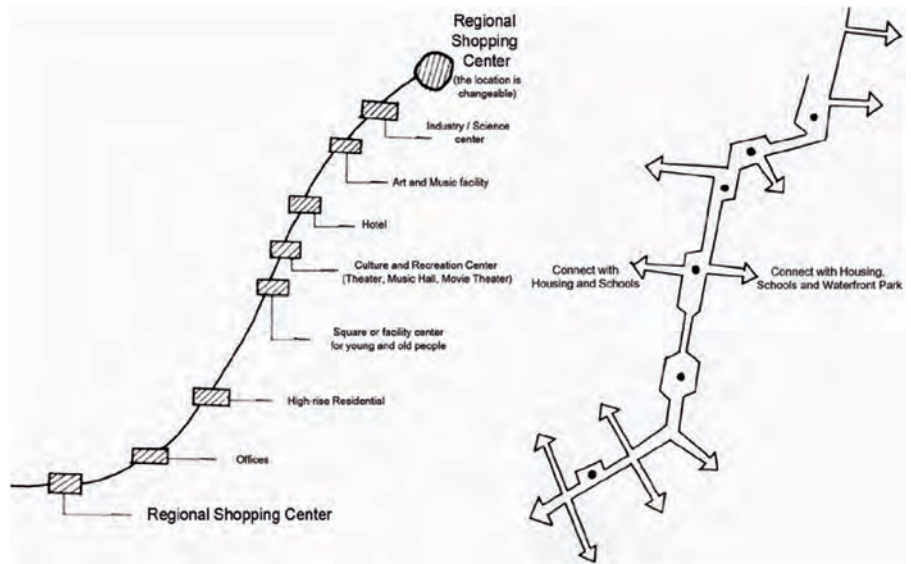 Regional
Shopping
Center
(the location is
changeable)
Industry / Science
center
Art and Music facility
Hotel
Culture and Recreation Center
(Theater, Music Hall, Movie Theater)
Square or facility center
for young and old people
High-rise Residential
Offices
Regional Shopping Center
Connect with
Housing and Schools
Connect with Housing,
Schools and Waterfront Park